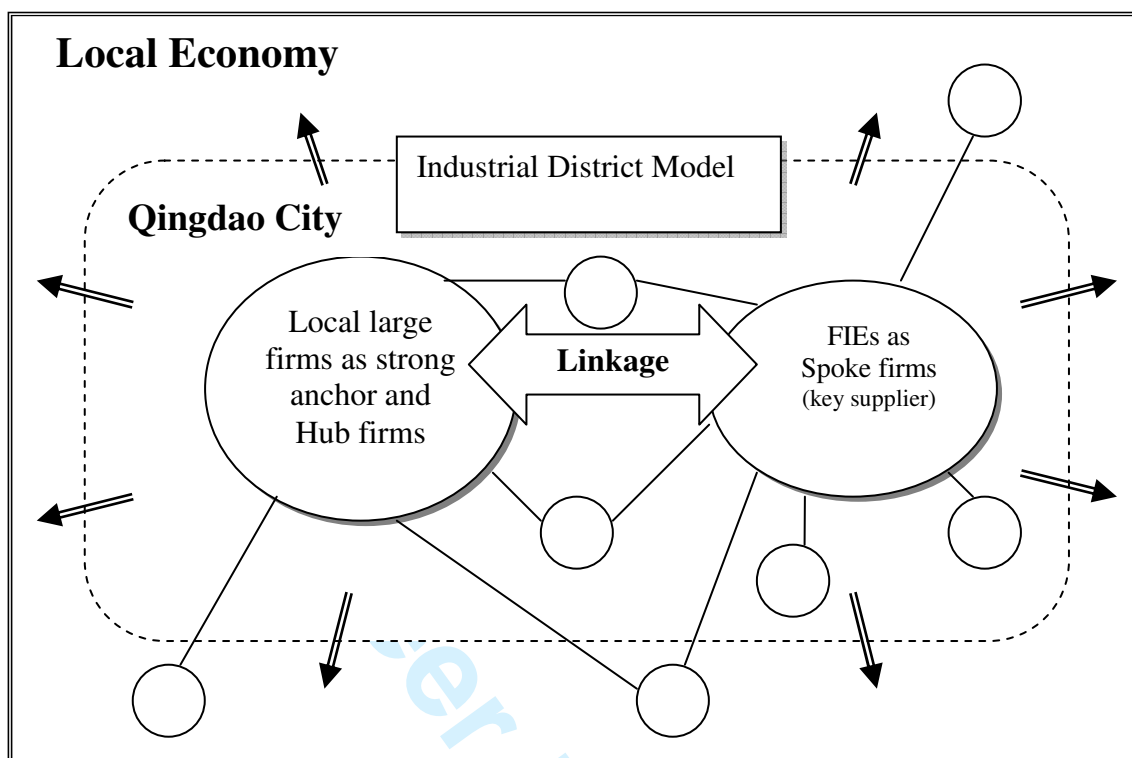 Local Economy
Industrial District Model
Qingdao City
Local large
firms as strong
anchor and
Hub firms
Linkage
FIEs as
Spoke firms
(key supplier)